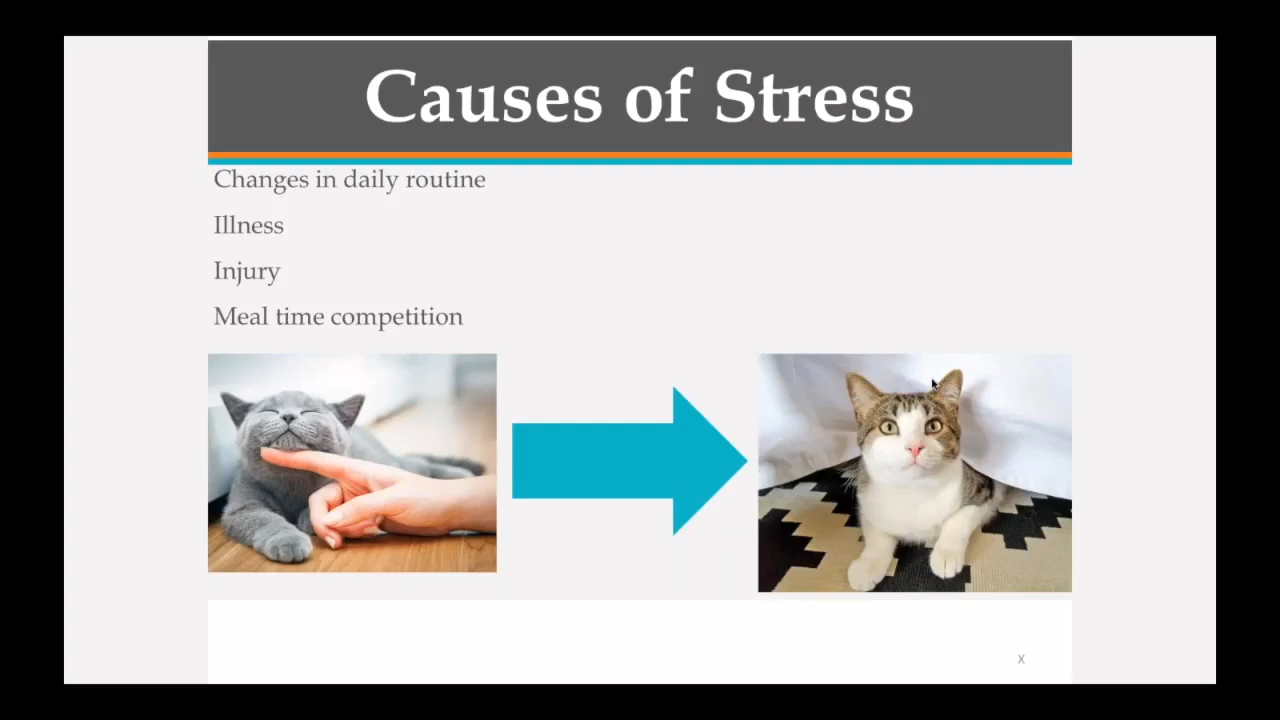 Causes of Stress
Changes in daily routine
Illness
Injury
Meal time competition
X